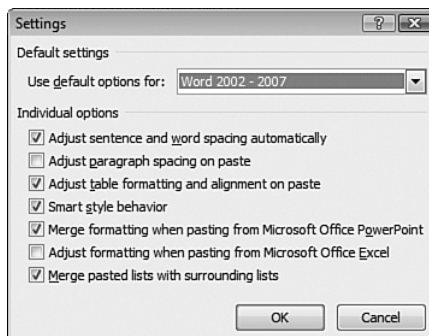 Settings
Default settings
Use default options for: Word 2002 - 2007
Individual options
Adjust sentence and word spacing automatically
Adjust paragraph spacing on paste
Adjust table formatting and alignment on paste
Smart style behavior
Merge formatting when pasting from Microsoft Office PowerPoint
Adjust formatting when pasting from Microsoft Office Excel
Merge pasted lists with surrounding lists
OK Cancel